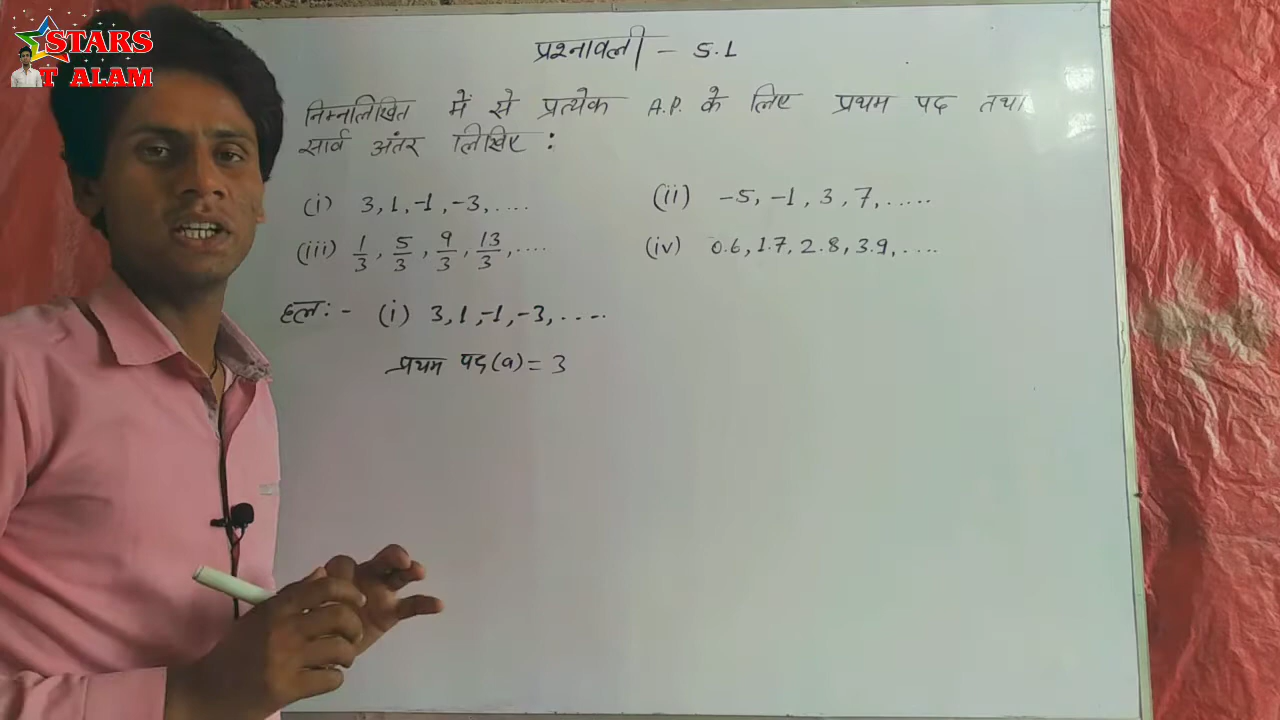 STARS
T ALAM
प्रश्नावली - 5.1
निम्नलिखित में से प्रत्येक A.P. के लिए प्रथम पद तथा
सार्व अंतर लिखिए :
(i) 3, 1, -1, -3, .... (ii) -5, -1, 3, 7, .....
(iii) 1/3, 5/3, 9/3, 13/3, .... (iv) 0.6, 1.7, 2.8, 3.9, ....
हल :- (i) 3, 1, -1, -3, ....
प्रथम पद (a) = 3